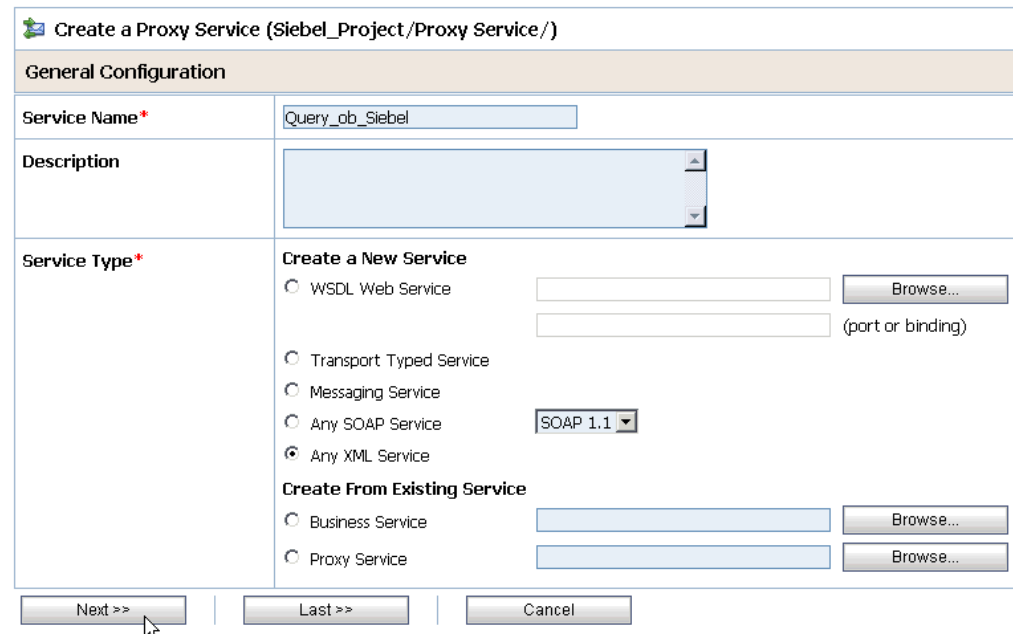 Create a Proxy Service (Siebel_Project/Proxy Service/)
General Configuration
Service Name*
Query_ob_Siebel
Description
Service Type*
Create a New Service
WSDL Web Service
Browse...
(port or binding)
Transport Typed Service
Messaging Service
Any SOAP Service
SOAP 1.1
Any XML Service
Create From Existing Service
Business Service
Browse...
Proxy Service
Browse...
Next >>
Last >>
Cancel